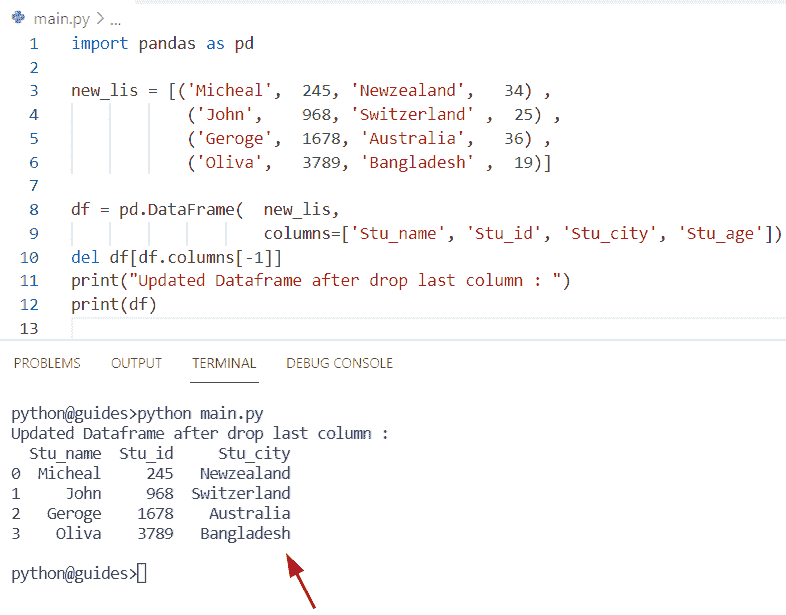 main.py > ...
1 import pandas as pd
2
3 new_lis = [('Micheal',  245, 'Newzealand',   34) ,
4            ('John',    968, 'Switzerland' ,  25) ,
5            ('Geroge',  1678, 'Australia',   36) ,
6            ('Oliva',   3789, 'Bangladesh' ,  19)]
7
8 df = pd.DataFrame(  new_lis,
9                    columns=['Stu_name', 'Stu_id', 'Stu_city', 'Stu_age'])
10 del df[df.columns[-1]]
11 print("Updated Dataframe after drop last column : ")
12 print(df)
13
PROBLEMS OUTPUT TERMINAL DEBUG CONSOLE
python@guides>python main.py
Updated Dataframe after drop last column :
  Stu_name  Stu_id     Stu_city
0  Micheal     245   Newzealand
1     John     968  Switzerland
2   Geroge    1678    Australia
3    Oliva    3789   Bangladesh
python@guides>